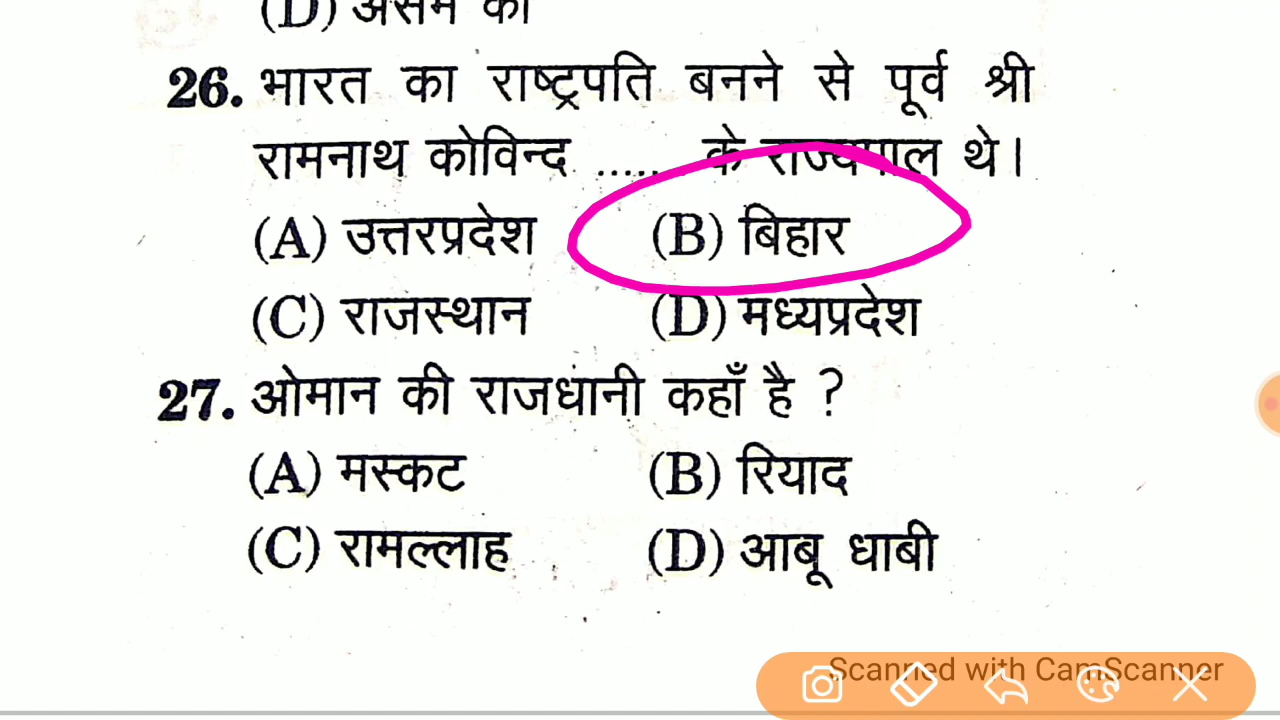 (D) असम का
26. भारत का राष्ट्रपति बनने से पूर्व श्री
रामनाथ कोविन्द ...... के राज्यपाल थे।
(A) उत्तरप्रदेश (B) बिहार
(C) राजस्थान (D) मध्यप्रदेश
27. ओमान की राजधानी कहाँ है ?
(A) मस्कट (B) रियाद
(C) रामल्लाह (D) आबू धाबी
Scanned with CamScanner